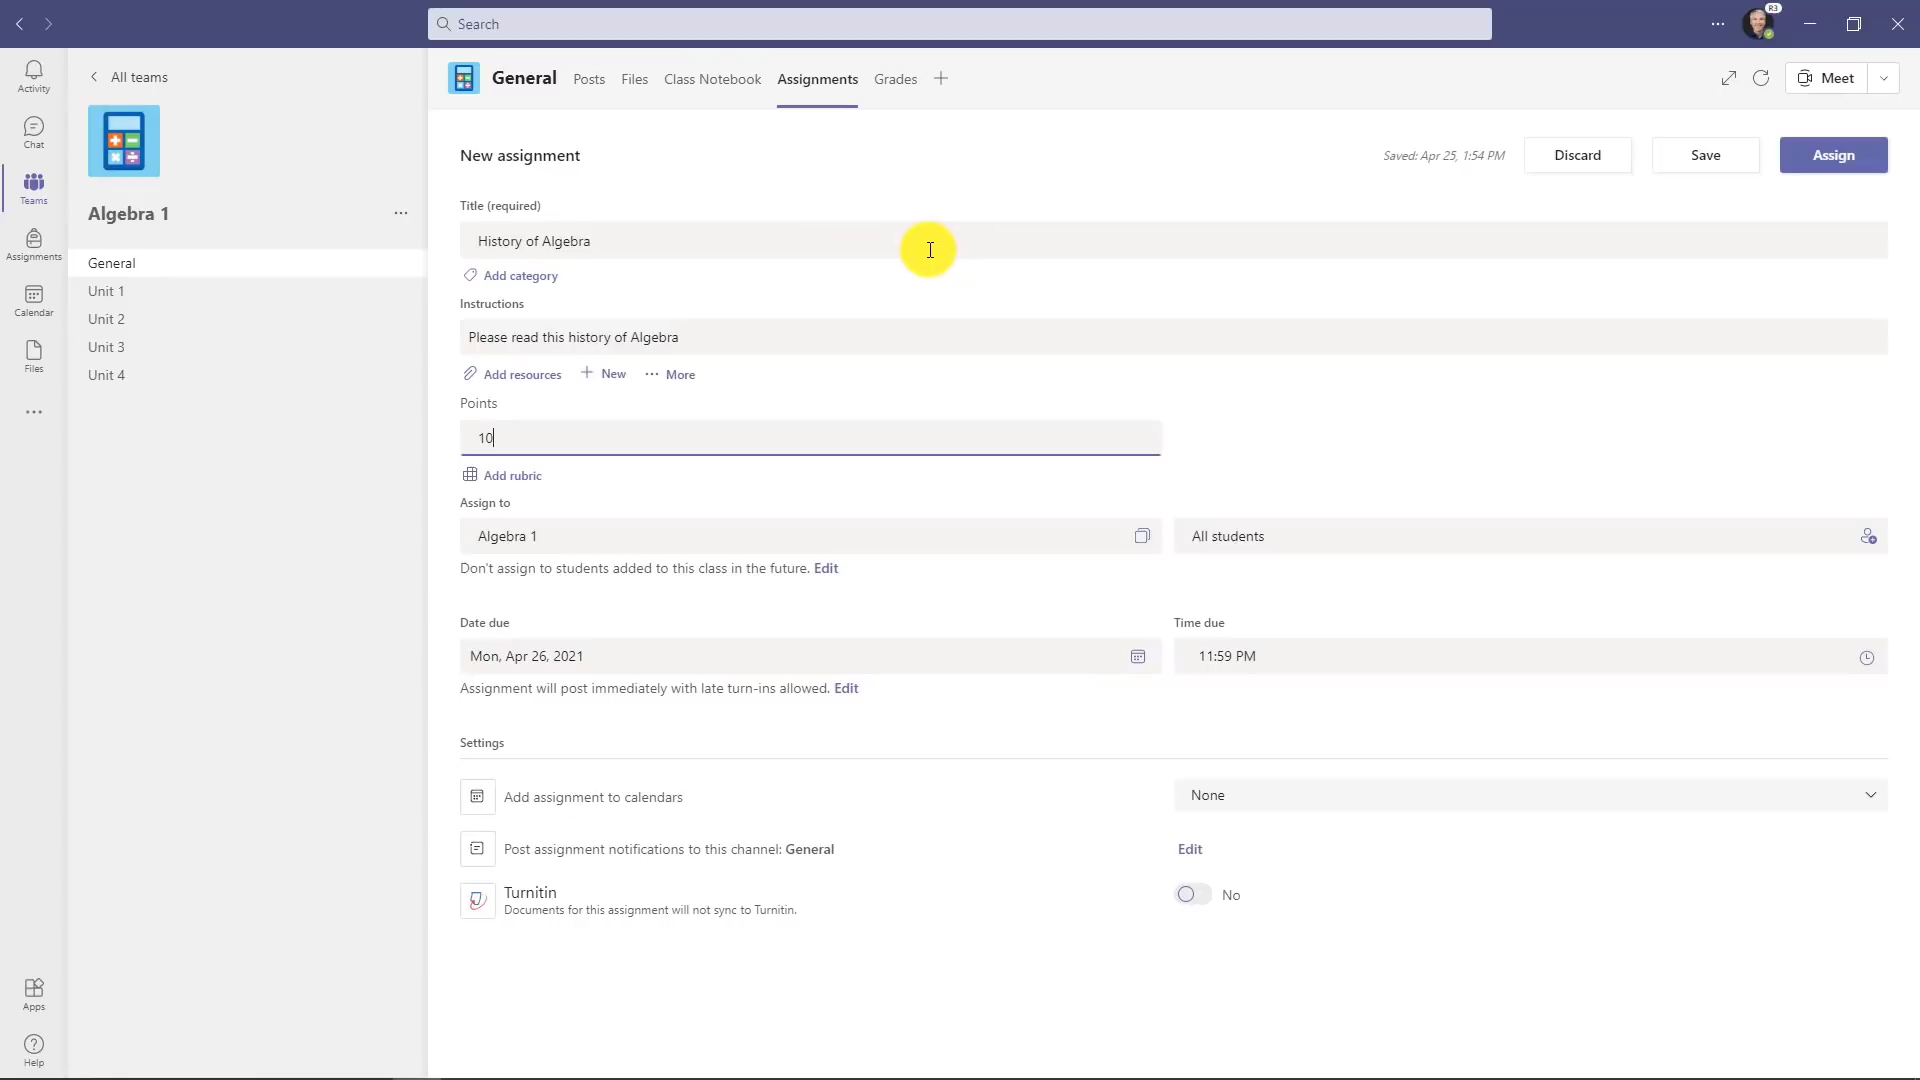 Search
R3
Activity
Chat
Teams
Assignments
Calendar
Files
Apps
Help
All teams
Algebra 1
General
Unit 1
Unit 2
Unit 3
Unit 4
General Posts Files Class Notebook Assignments Grades
Meet
New assignment
Saved: Apr 25, 1:54 PM Discard Save Assign
Title (required)
History of Algebra
Add category
Instructions
Please read this history of Algebra
Add resources New More
Points
10
Add rubric
Assign to
Algebra 1 All students
Don't assign to students added to this class in the future. Edit
Date due Time due
Mon, Apr 26, 2021 11:59 PM
Assignment will post immediately with late turn-ins allowed. Edit
Settings
Add assignment to calendars None
Post assignment notifications to this channel: General Edit
Turnitin
Documents for this assignment will not sync to Turnitin. No